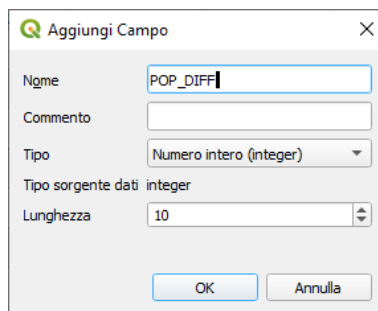 Aggiungi Campo
Nome POP_DIFF
Commento
Tipo Numero intero (integer)
Tipo sorgente dati integer
Lunghezza 10
OK Annulla